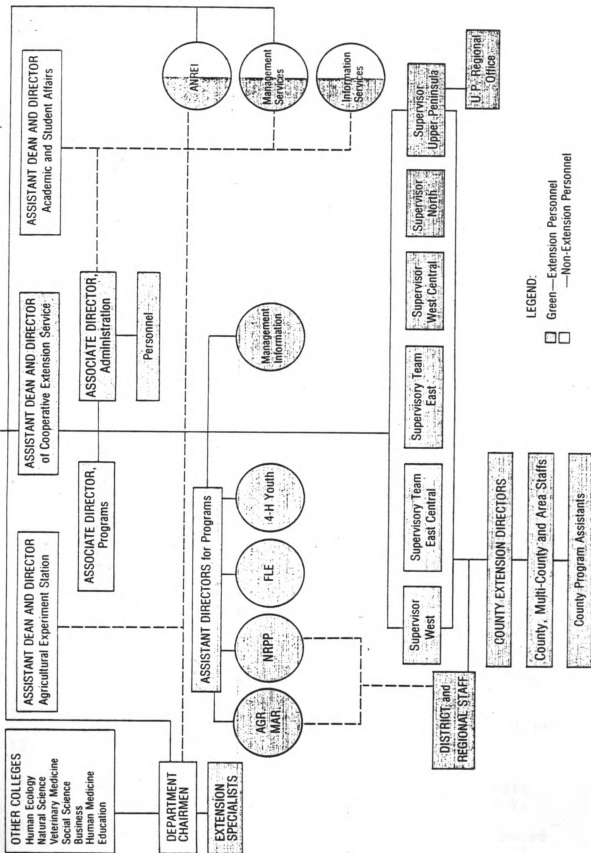 OTHER COLLEGES
Human Ecology
Natural Science
Veterinary Medicine
Social Science
Business
Human Medicine
Education
ASSISTANT DEAN AND DIRECTOR
Agricultural Experiment Station
ASSISTANT DEAN AND DIRECTOR
of Cooperative Extension Service
ASSISTANT DEAN AND DIRECTOR
Academic and Student Affairs
ASSOCIATE DIRECTOR,
Programs
ASSOCIATE DIRECTOR,
Administration
Personnel
DEPARTMENT
CHAIRMEN
EXTENSION
SPECIALISTS
ANREI
Management
Services
Information
Services
ASSISTANT DIRECTORS for Programs
AGR
MAR
NRPP
FLE
4-H Youth
Management
Information
Supervisor
West
Supervisory Team
East Central
Supervisory Team
East
Supervisor
West-Central
Supervisor
North
Supervisor
Upper Peninsula
U.P. Regional
Office
DISTRICT and
REGIONAL STAFF
COUNTY EXTENSION DIRECTORS
County, Multi-County and Area Staffs
County Program Assistants
LEGEND:
Green—Extension Personnel
—Non-Extension Personnel